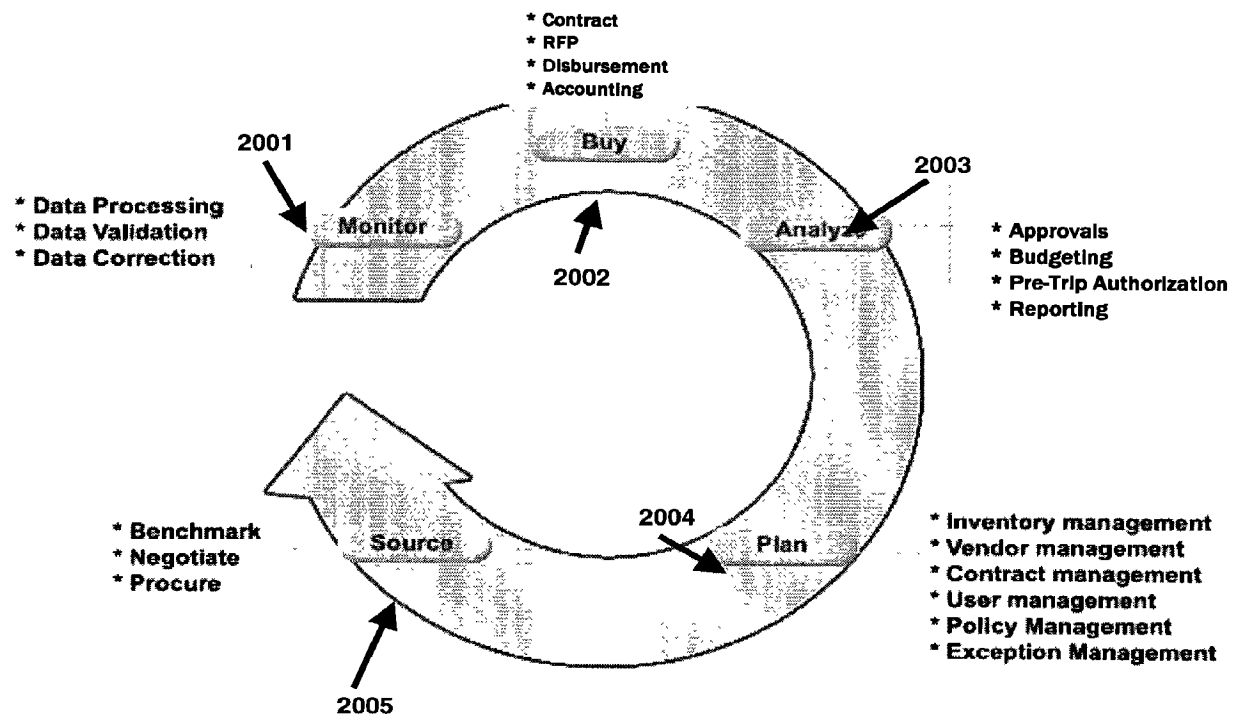 * Contract
* RFP
* Disbursement
* Accounting
Buy
2001
Monitor
* Data Processing
* Data Validation
* Data Correction
2002
2003
Analyze
* Approvals
* Budgeting
* Pre-Trip Authorization
* Reporting
2004
Plan
* Inventory management
* Vendor management
* Contract management
* User management
* Policy Management
* Exception Management
Source
* Benchmark
* Negotiate
* Procure
2005